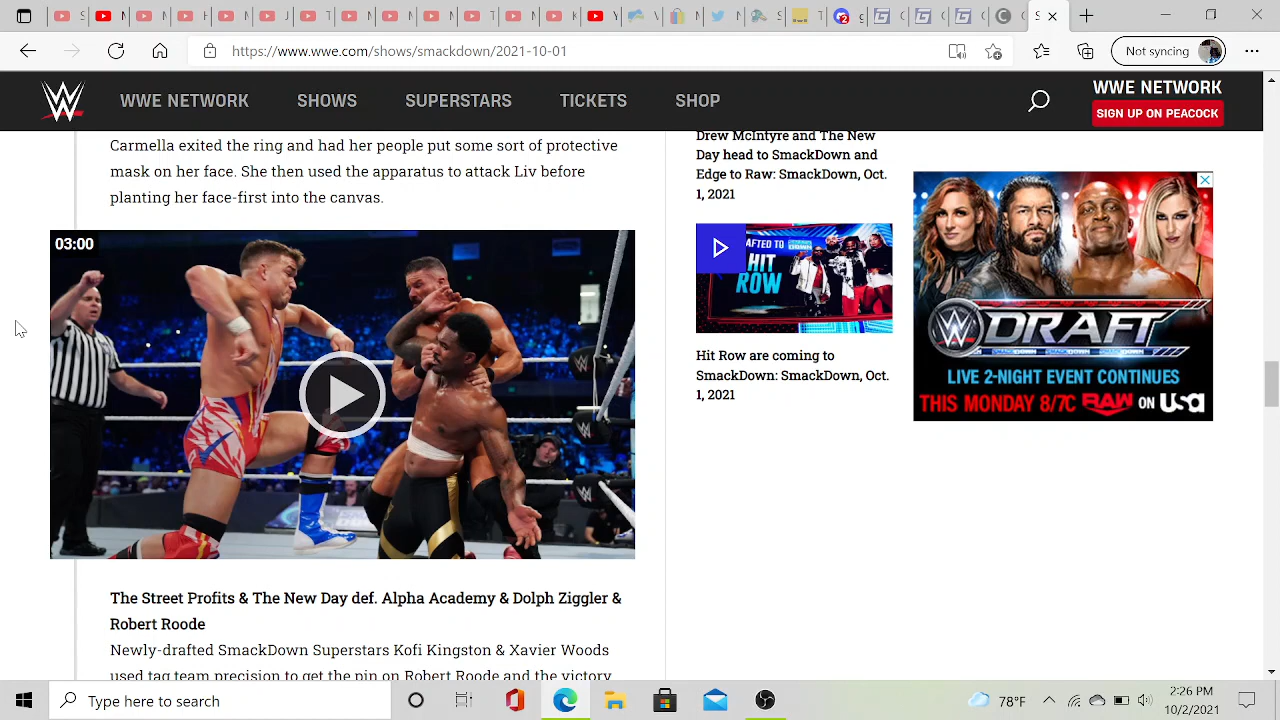 https://www.wwe.com/shows/smackdown/2021-10-01
Not syncing
WWE NETWORK
SHOWS
SUPERSTARS
TICKETS
SHOP
WWE NETWORK
SIGN UP ON PEACOCK
Carmella exited the ring and had her people put some sort of protective
mask on her face. She then used the apparatus to attack Liv before
planting her face-first into the canvas.
03:00
The Street Profits & The New Day def. Alpha Academy & Dolph Ziggler &
Robert Roode
Newly-drafted SmackDown Superstars Kofi Kingston & Xavier Woods
used tag team precision to get the pin on Robert Roode and the victory
Drew McIntyre and The New
Day head to SmackDown and
Edge to Raw: SmackDown, Oct.
1, 2021
AFTED TO
HIT
ROW
Hit Row are coming to
SmackDown: SmackDown, Oct.
1, 2021
DRAFT
LIVE 2-NIGHT EVENT CONTINUES
THIS MONDAY 8/7C RAW ON USA
Type here to search
78°F
2:26 PM
10/2/2021